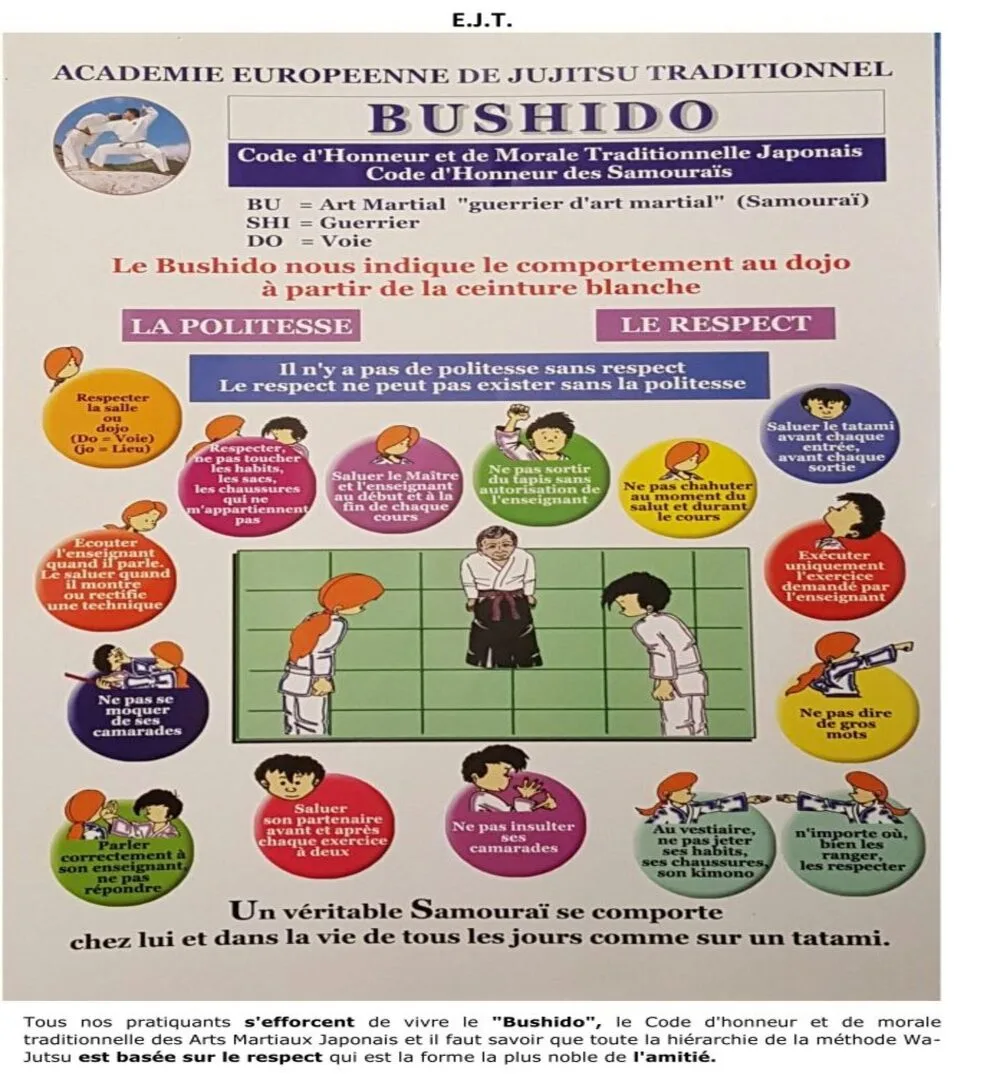 E.J.T.
ACADEMIE EUROPEENNE DE JUJITSU TRADITIONNEL
BUSHIDO
Code d'Honneur et de Morale Traditionnelle Japonais
Code d'Honneur des Samouraïs
BU = Art Martial "guerrier d'art martial" (Samouraï)
SHI = Guerrier
DO = Voie
Le Bushido nous indique le comportement au dojo
à partir de la ceinture blanche
LA POLITESSE
LE RESPECT
Il n'y a pas de politesse sans respect
Le respect ne peut pas exister sans la politesse
Respecter
la salle
ou
dojo
(Do = Voie)
(jo = Lieu)
Respecter,
ne pas toucher
les habits,
les sacs,
les chaussures
qui ne
m'appartiennent
pas
Saluer le Maître
et l'enseignant
au début et à la
fin de chaque
cours
Ne pas sortir
du tapis sans
autorisation de
l'enseignant
Ne pas chahuter
au moment du
salut et durant
le cours
Saluer le tatami
avant chaque
entrée,
avant chaque
sortie
Ecouter
l'enseignant
quand il parle.
Le saluer quand
il montre
ou rectifie
une technique
Exécuter
uniquement
l'exercice
demandé par
l'enseignant
Ne pas se
moquer
de ses
camarades
Ne pas dire
de gros
mots
Parler
correctement à
son enseignant,
ne pas
répondre
Saluer
son partenaire
avant et après
chaque exercice
à deux
Ne pas insulter
ses
camarades
Au vestiaire,
ne pas jeter
ses habits,
ses chaussures,
son kimono
n'importe où,
bien les
ranger,
les respecter
Un véritable Samouraï se comporte
chez lui et dans la vie de tous les jours comme sur un tatami.
Tous nos pratiquants s'efforcent de vivre le "Bushido", le Code d'honneur et de morale
traditionnelle des Arts Martiaux Japonais et il faut savoir que toute la hiérarchie de la méthode Wa-
Jutsu est basée sur le respect qui est la forme la plus noble de l'amitié.